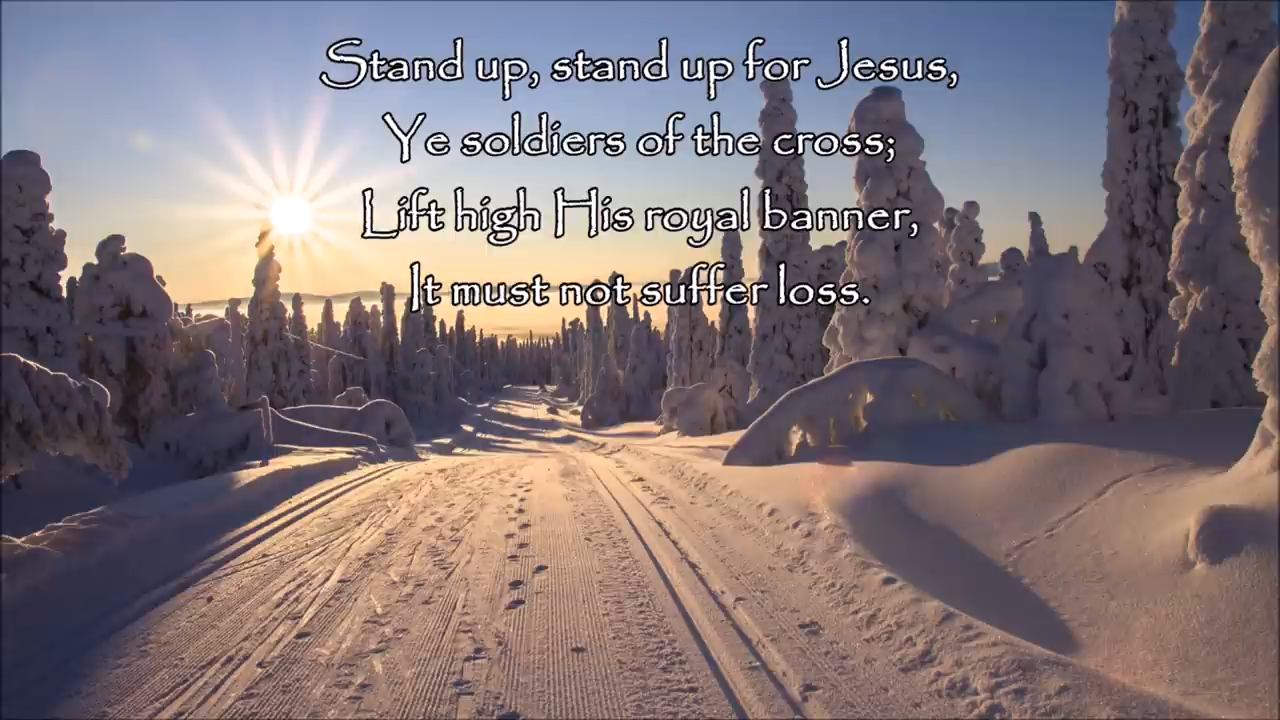 Stand up, stand up for Jesus,
Ye soldiers of the cross;
Lift high His royal banner,
It must not suffer loss.